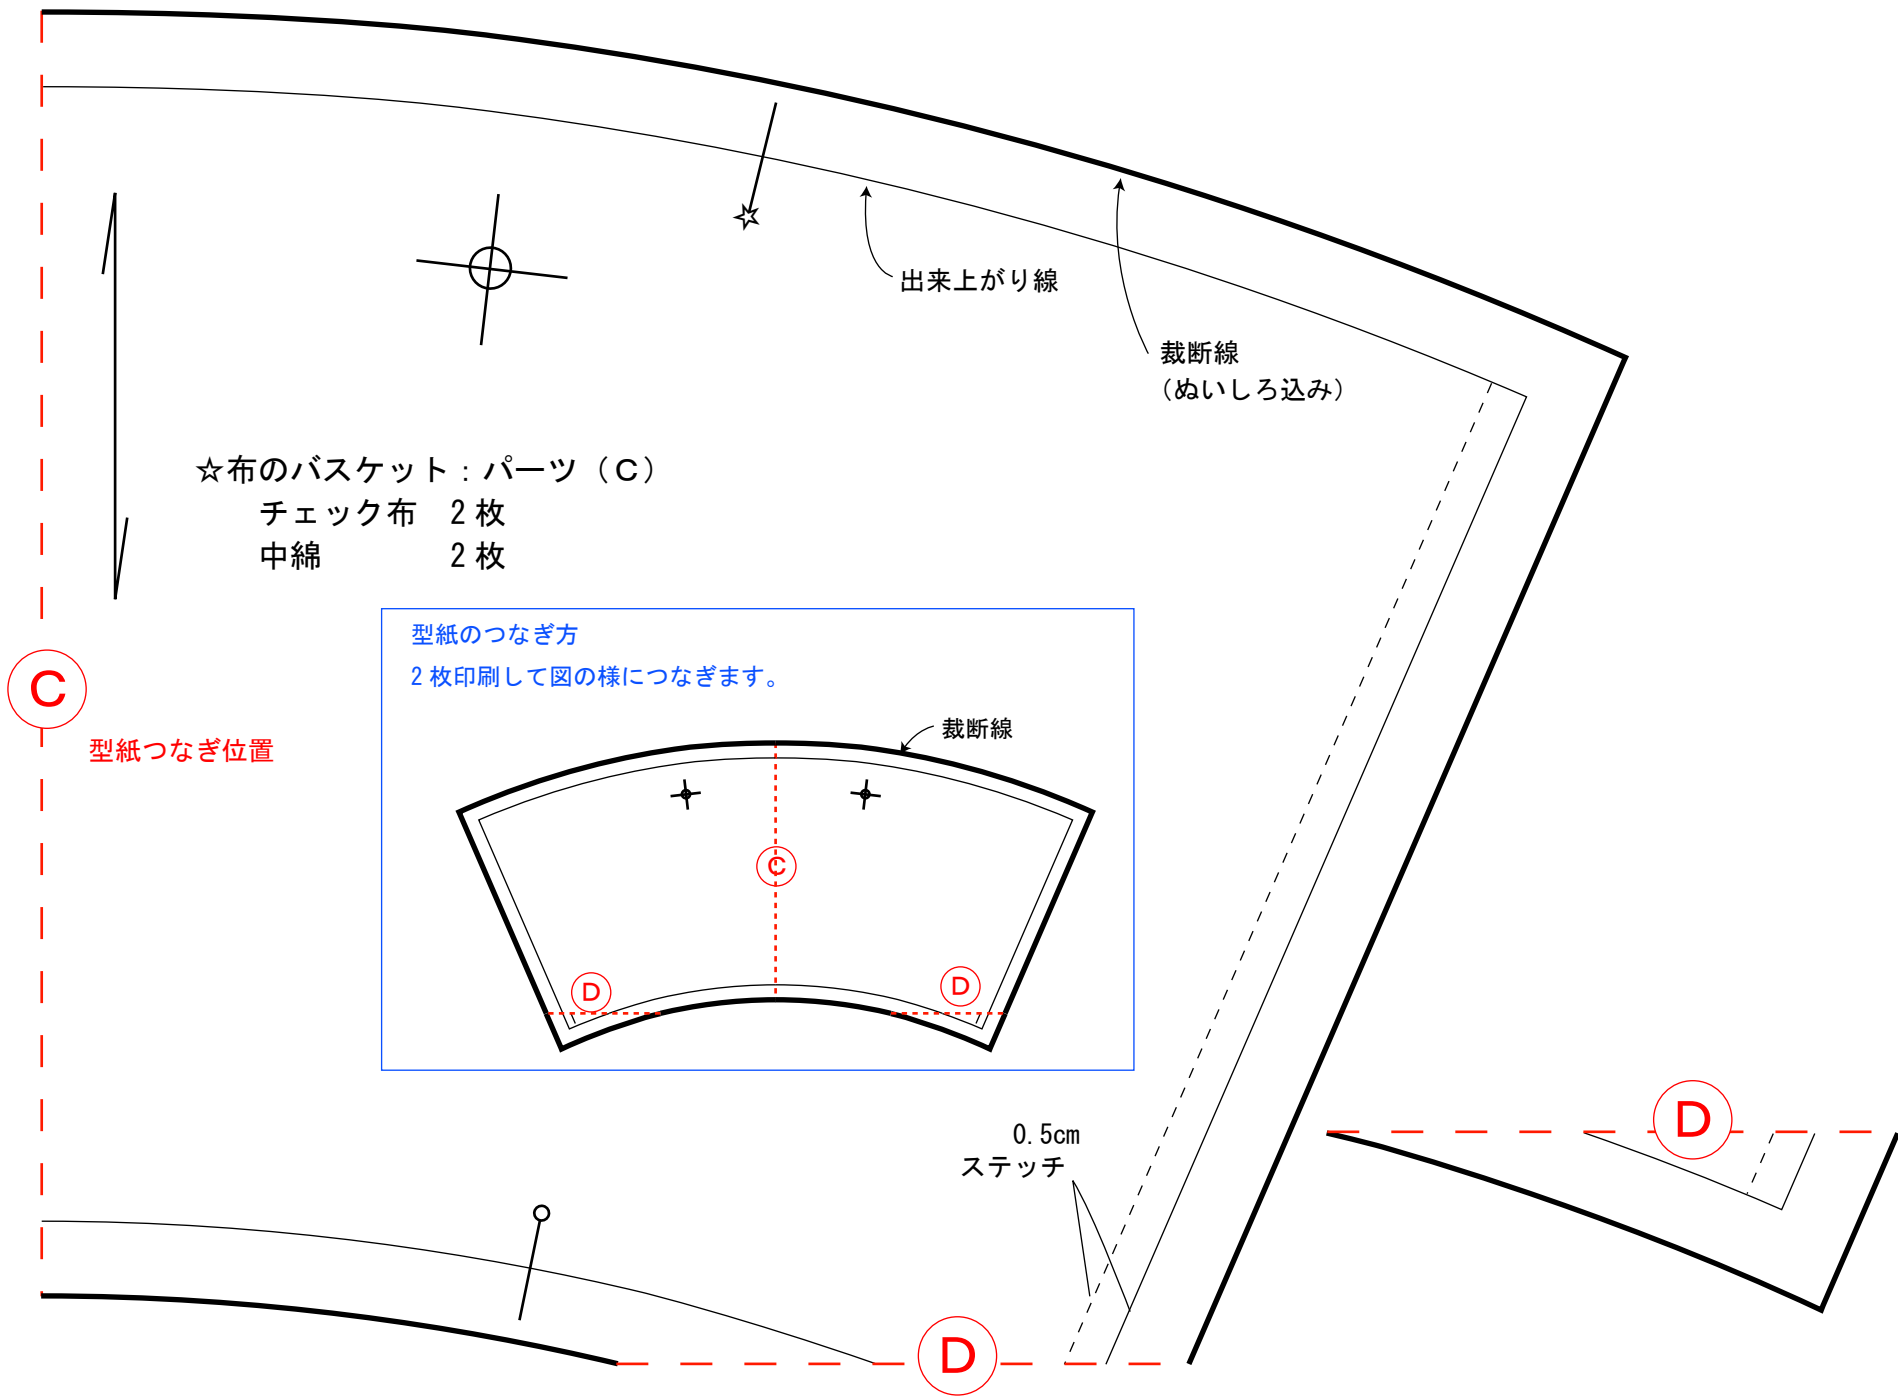 出来上がり線
裁断線
（ぬいしろ込み）
☆布のバスケット：パーツ（C）
チェック布　2枚
中綿　2枚
C
型紙つなぎ位置
型紙のつなぎ方
2枚印刷して図の様につなぎます。
裁断線
C
D
D
0.5cm
ステッチ
D
D